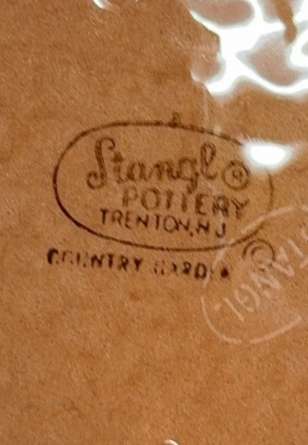 Stangl ®
POTTERY
TRENTON, N J
COUNTRY GARDEN ©
STANGL